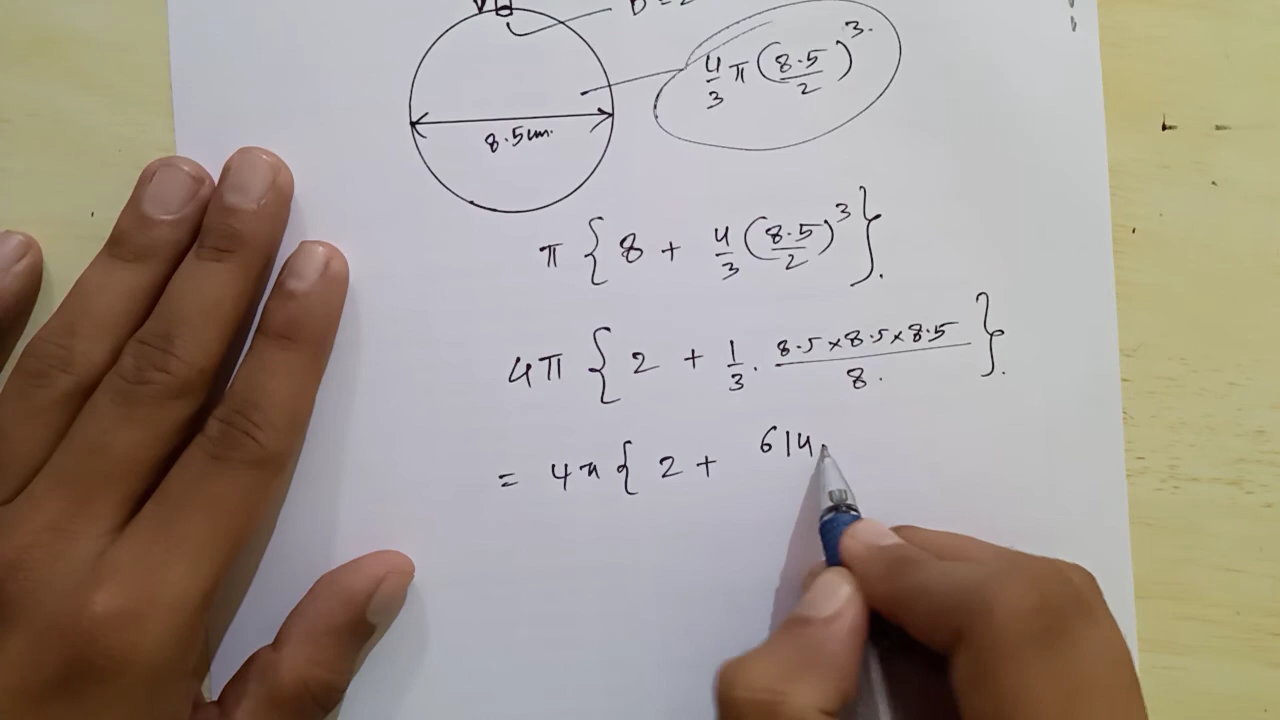 4/3 π (8.5/2)³.
8.5cm.
π { 8 + 4/3 (8.5/2)³ }.
4π { 2 + 1/3 . 8.5×8.5×8.5/8. }.
= 4π { 2 + 614